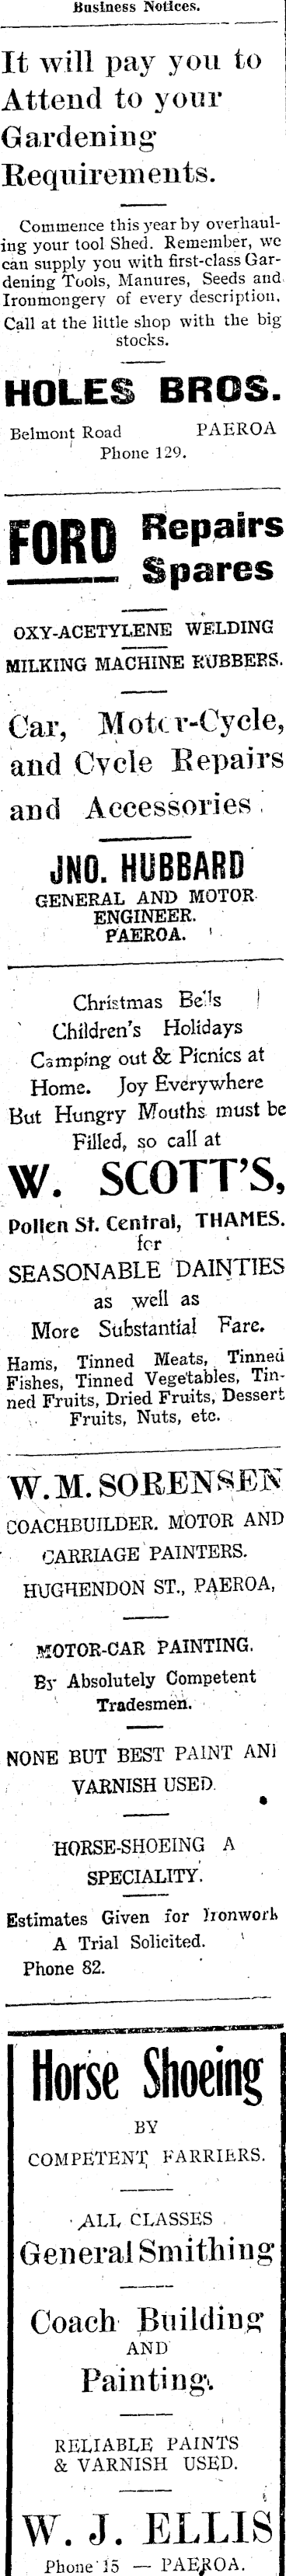 Business Notices.
It will pay you to
Attend to your
Gardening
Requirements.
Commence this year by overhaul-
ing your tool Shed. Remember, we
can supply you with first-class Gar-
dening Tools, Manures, Seeds and
Ironmongery of every description.
Call at the little shop with the big
stocks.
HOLES BROS.
Belmont Road PAEROA
Phone 129.
FORD Repairs
Spares
OXY-ACETYLENE WELDING
MILKING MACHINE RUBBERS.
Car, Motor-Cycle,
and Cycle Repairs
and Accessories.
JNO. HUBBARD
GENERAL AND MOTOR
ENGINEER.
PAEROA.
Christmas Bells
Children's Holidays
Camping out & Picnics at
Home. Joy Everywhere
But Hungry Mouths must be
Filled, so call at
W. SCOTT'S,
Pollen St. Central, THAMES.
for
SEASONABLE DAINTIES
as well as
More Substantial Fare.
Hams, Tinned Meats, Tinned
Fishes, Tinned Vegetables, Tin-
ned Fruits, Dried Fruits, Dessert
Fruits, Nuts, etc.
W. M. SORENSEN
COACHBUILDER. MOTOR AND
CARRIAGE PAINTERS.
HUGHENDON ST., PAEROA,
MOTOR-CAR PAINTING.
By Absolutely Competent
Tradesmen.
NONE BUT BEST PAINT AND
VARNISH USED.
HORSE-SHOEING A
SPECIALITY.
Estimates Given for Ironwork
A Trial Solicited.
Phone 82.
Horse Shoeing
BY
COMPETENT FARRIERS.
ALL CLASSES
General Smithing
Coach Building
AND
Painting.
RELIABLE PAINTS
& VARNISH USED.
W. J. ELLIS
Phone 15 — PAEROA.